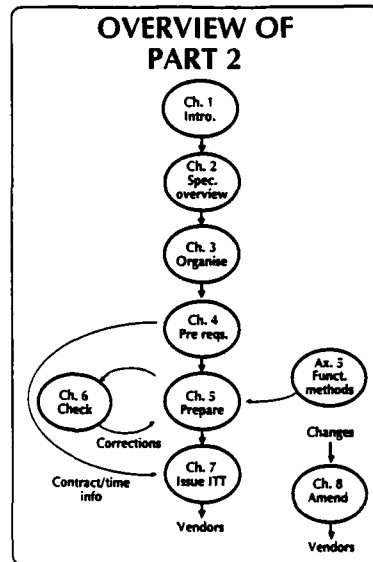 OVERVIEW OF
PART 2
Ch. 1
Intro.
Ch. 2
Spec.
overview
Ch. 3
Organise
Ch. 4
Pre reqs.
Ch. 6
Check
Ch. 5
Prepare
Ax. 3
Funct.
methods
Corrections
Changes
Contract/time
info
Ch. 7
Issue ITT
Ch. 8
Amend
Vendors
Vendors